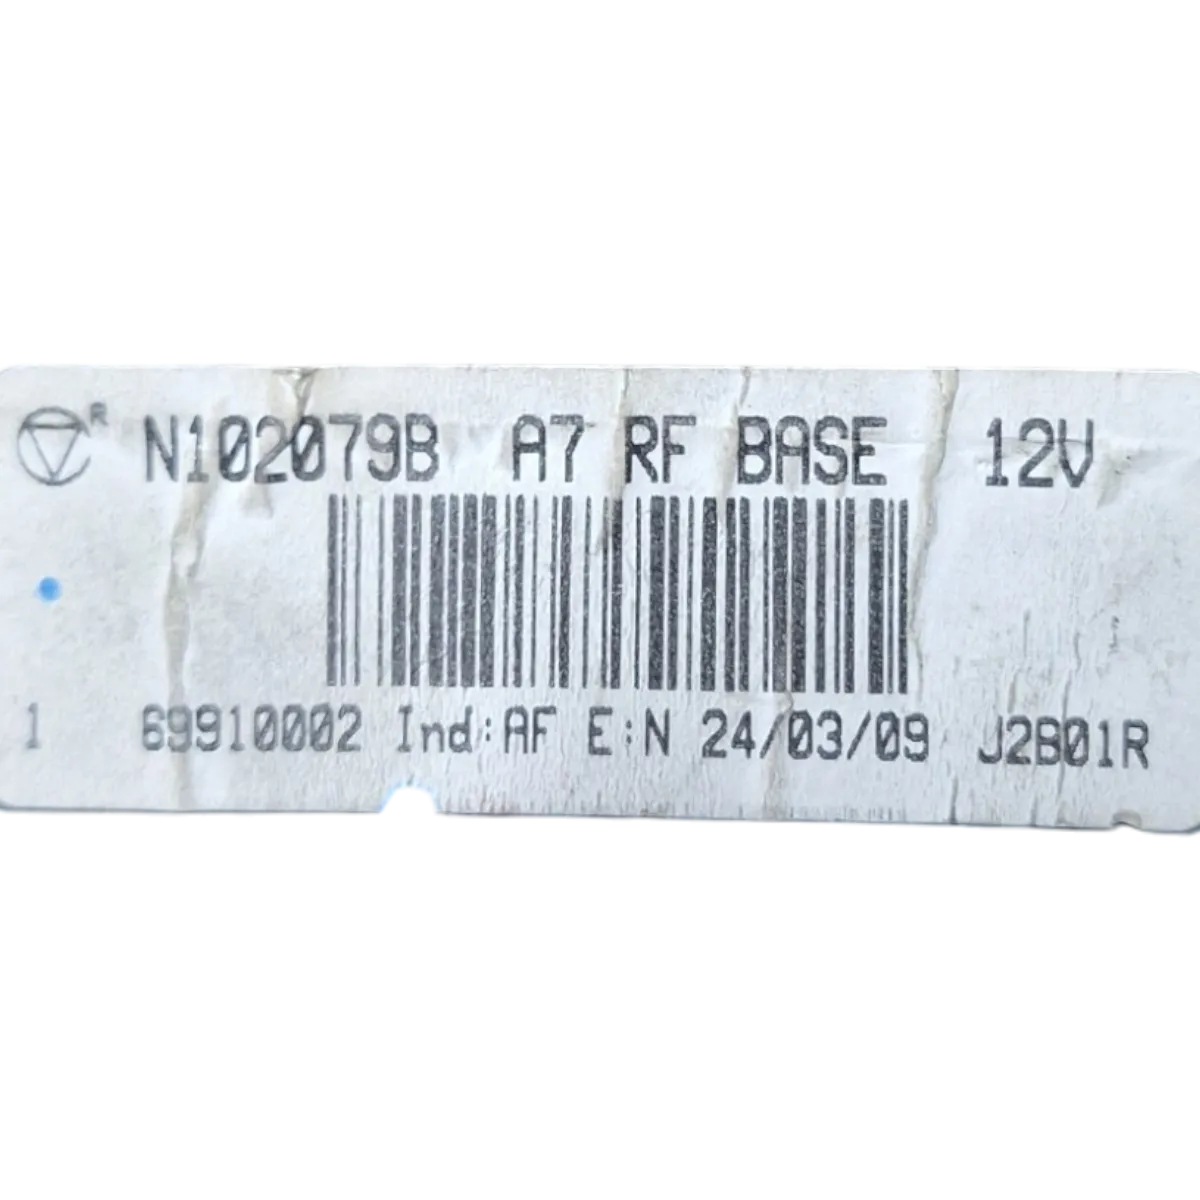 R N102079B A7 RF BASE 12V
1 69910002 Ind:AF E:N 24/03/09 J2B01R